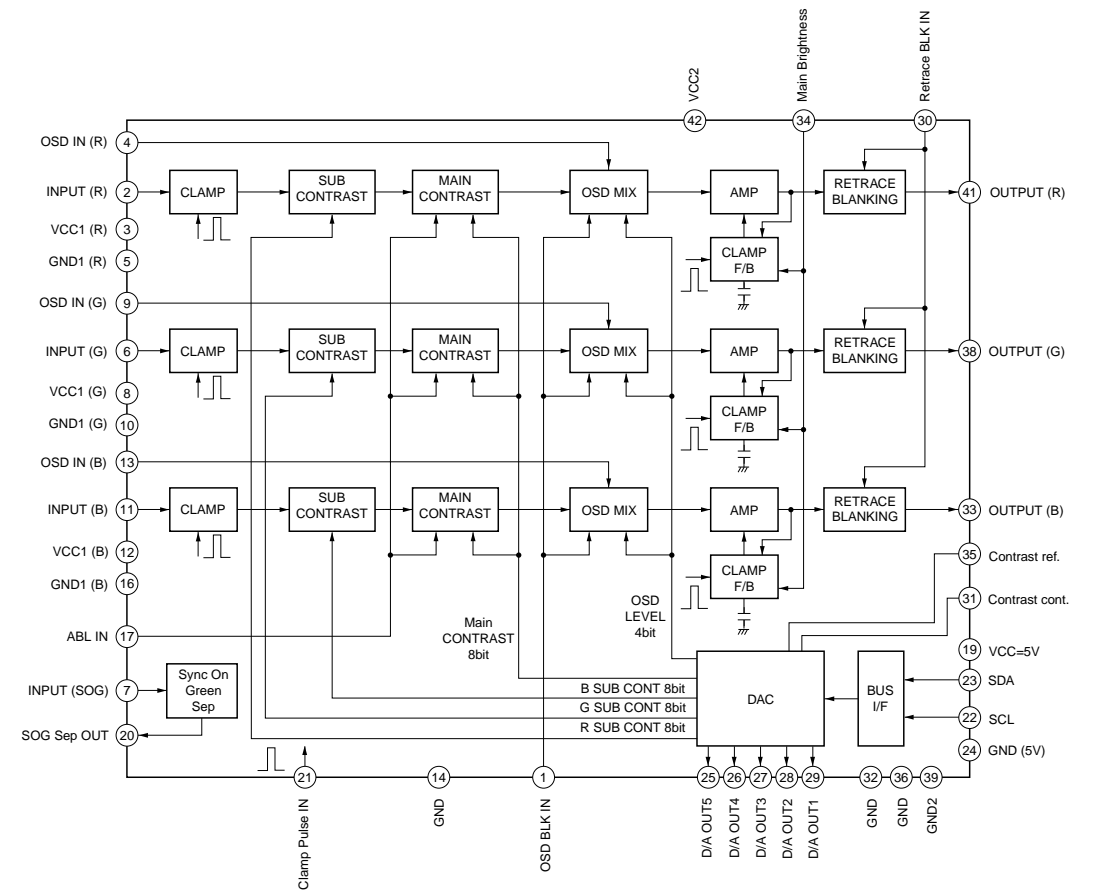 VCC2
Main Brightness
Retrace BLK IN
42
34
30
OSD IN (R)
4
INPUT (R)
2
CLAMP
SUB
CONTRAST
MAIN
CONTRAST
OSD MIX
AMP
RETRACE
BLANKING
41
OUTPUT (R)
VCC1 (R)
3
GND1 (R)
5
CLAMP
F/B
OSD IN (G)
9
INPUT (G)
6
CLAMP
SUB
CONTRAST
MAIN
CONTRAST
OSD MIX
AMP
RETRACE
BLANKING
38
OUTPUT (G)
VCC1 (G)
8
GND1 (G)
10
CLAMP
F/B
OSD IN (B)
13
INPUT (B)
11
CLAMP
SUB
CONTRAST
MAIN
CONTRAST
OSD MIX
AMP
RETRACE
BLANKING
33
OUTPUT (B)
VCC1 (B)
12
GND1 (B)
16
CLAMP
F/B
35
Contrast ref.
31
Contrast cont.
ABL IN
17
Main
CONTRAST
8bit
OSD
LEVEL
4bit
19
VCC=5V
INPUT (SOG)
7
Sync On
Green
Sep
SOG Sep OUT
20
B SUB CONT 8bit
G SUB CONT 8bit
R SUB CONT 8bit
DAC
BUS
I/F
23
SDA
22
SCL
24
GND (5V)
21
14
1
25
26
27
28
29
32
36
39
Clamp Pulse IN
GND
OSD BLK IN
D/A OUT5
D/A OUT4
D/A OUT3
D/A OUT2
D/A OUT1
GND
GND
GND2